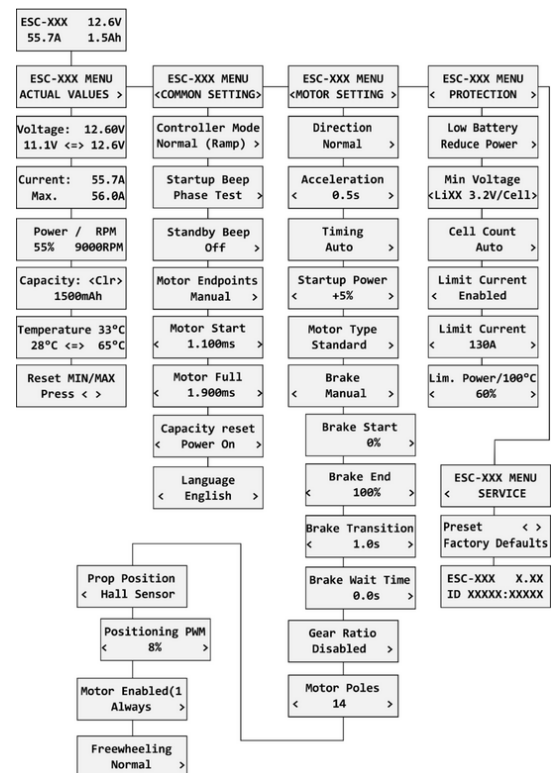 ESC-XXX 12.6V
55.7A 1.5Ah
ESC-XXX MENU
ACTUAL VALUES >
Voltage: 12.60V
11.1V <=> 12.6V
Current: 55.7A
Max. 56.0A
Power / RPM
55% 9000RPM
Capacity: <Clr>
1500mAh
Temperature 33°C
28°C <=> 65°C
Reset MIN/MAX
Press < >
ESC-XXX MENU
<COMMON SETTING>
Controller Mode
Normal (Ramp) >
Startup Beep
Phase Test >
Standby Beep
Off >
Motor Endpoints
Manual >
Motor Start
< 1.100ms >
Motor Full
< 1.900ms >
Capacity reset
< Power On >
Language
< English >
ESC-XXX MENU
<MOTOR SETTING >
Direction
Normal >
Acceleration
< 0.5s >
Timing
Auto >
Startup Power
< +5% >
Motor Type
Standard >
Brake
< Manual >
Brake Start
0% >
Brake End
< 100% >
Brake Transition
< 1.0s >
Brake Wait Time
0.0s >
Gear Ratio
Disabled >
Motor Poles
< 14 >
Prop Position
< Hall Sensor
Positioning PWM
< 8% >
Motor Enabled(1
Always >
Freewheeling
Normal >
ESC-XXX MENU
< PROTECTION >
Low Battery
Reduce Power >
Min Voltage
<LiXX 3.2V/Cell>
Cell Count
Auto >
Limit Current
< Enabled
Limit Current
< 130A >
Lim. Power/100°C
< 60% >
ESC-XXX MENU
< SERVICE
Preset < >
Factory Defaults
ESC-XXX X.XX
ID XXXXX:XXXXX